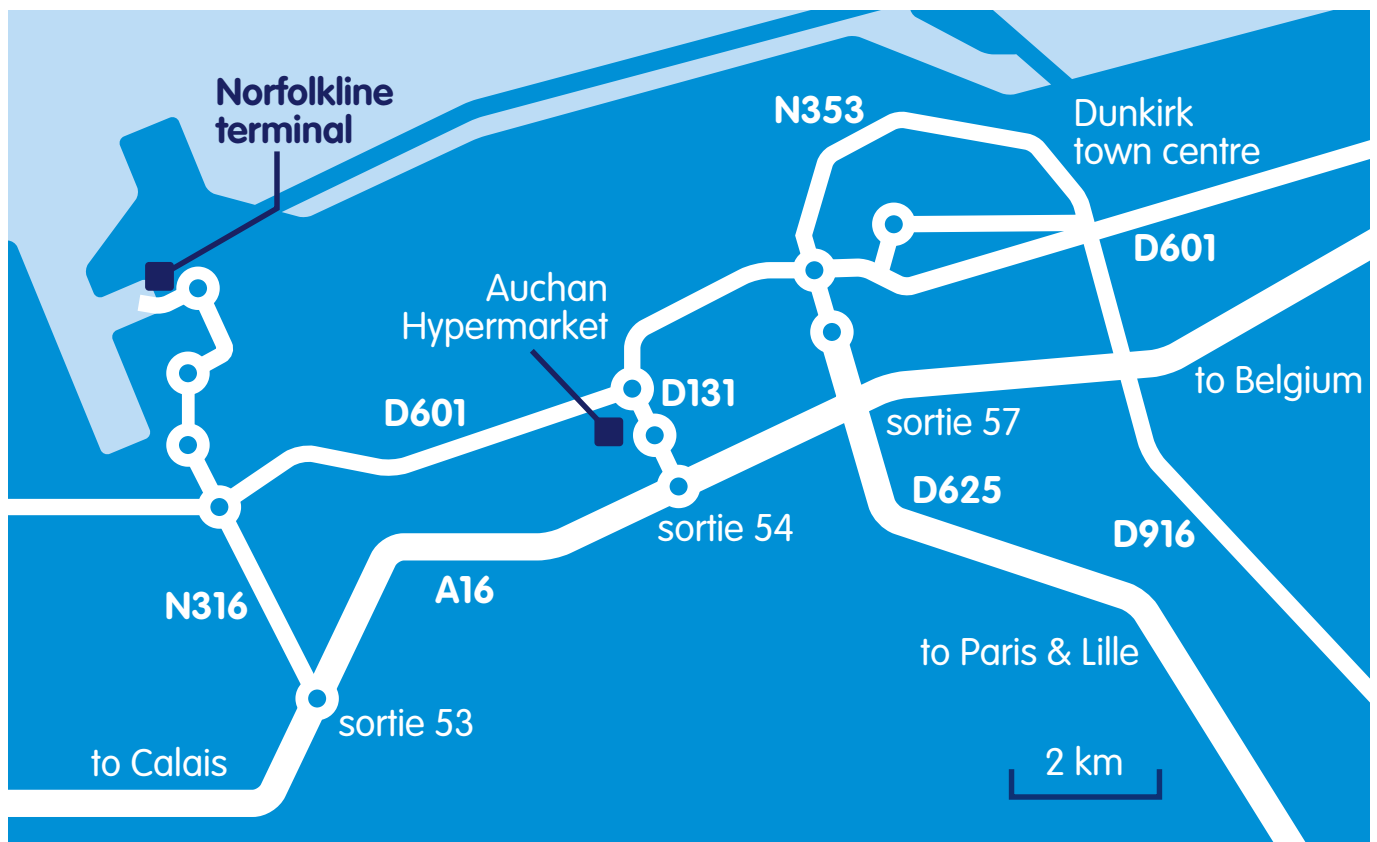 Norfolkline
terminal
N353
Dunkirk
town centre
D601
Auchan
Hypermarket
to Belgium
D131
D601
sortie 57
D625
sortie 54
D916
A16
N316
to Paris & Lille
sortie 53
to Calais
2 km